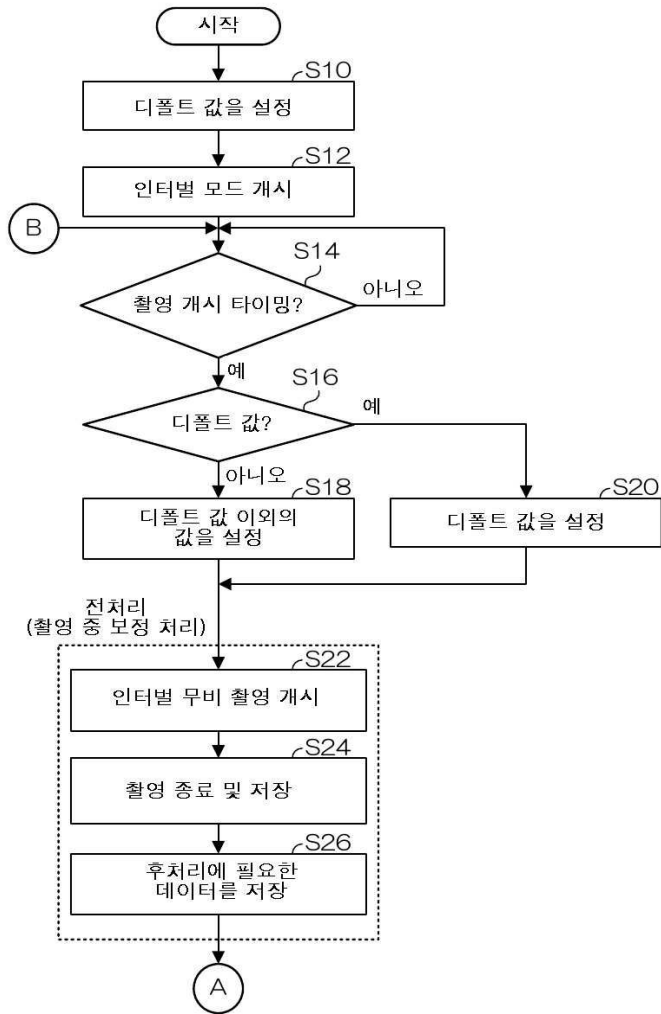 시작
S10
디폴트 값을 설정
S12
인터벌 모드 개시
B
S14
촬영 개시 타이밍?
아니오
예
S16
디폴트 값?
예
아니오
S18
디폴트 값 이외의
값을 설정
S20
디폴트 값을 설정
전처리
(촬영 중 보정 처리)
S22
인터벌 무비 촬영 개시
S24
촬영 종료 및 저장
S26
후처리에 필요한
데이터를 저장
A